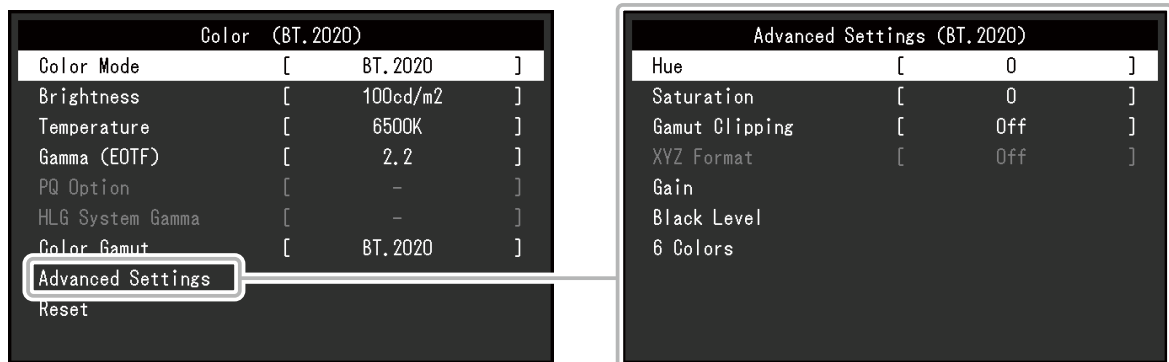 Color (BT.2020)
Color Mode [ BT.2020 ]
Brightness [ 100cd/m2 ]
Temperature [ 6500K ]
Gamma (EOTF) [ 2.2 ]
PQ Option [ – ]
HLG System Gamma [ – ]
Color Gamut [ BT.2020 ]
Advanced Settings
Reset
Advanced Settings (BT.2020)
Hue [ 0 ]
Saturation [ 0 ]
Gamut Clipping [ Off ]
XYZ Format [ Off ]
Gain
Black Level
6 Colors